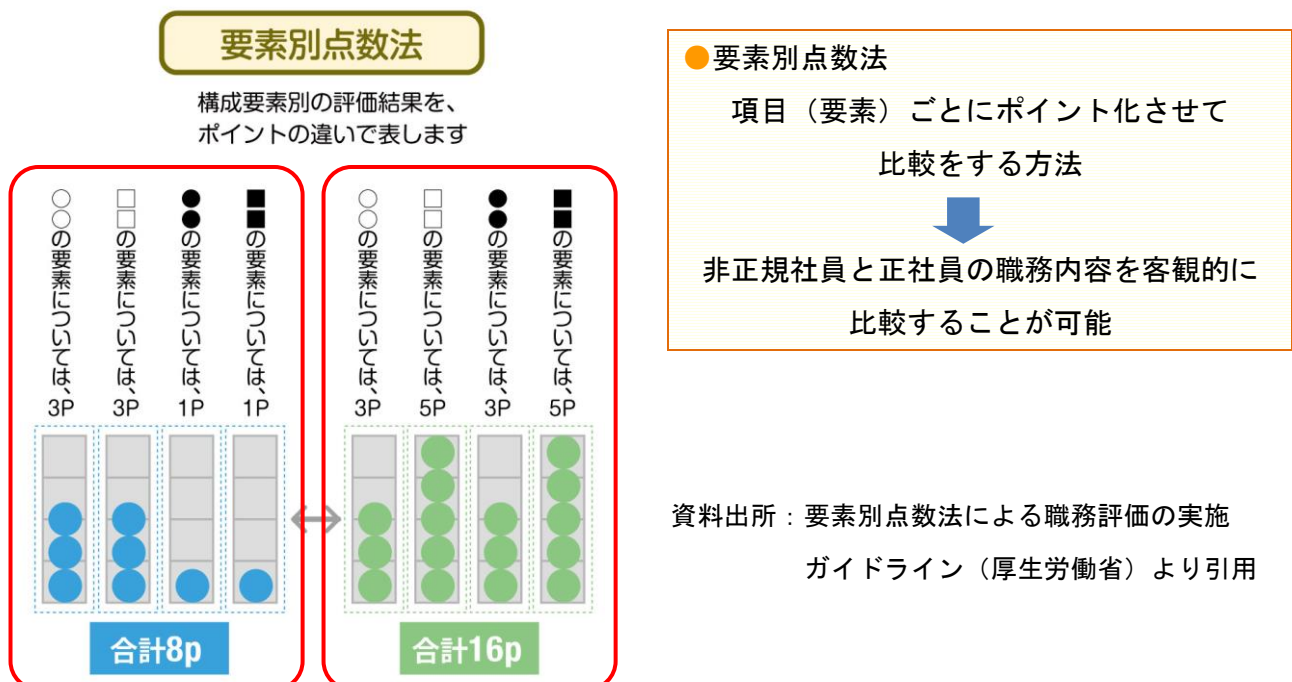 要素別点数法
構成要素別の評価結果を、
ポイントの違いで表します
○○の要素については、3P
□□の要素については、3P
●●の要素については、1P
■■の要素については、1P
合計8p
○○の要素については、3P
□□の要素については、5P
●●の要素については、3P
■■の要素については、5P
合計16p
●要素別点数法
項目（要素）ごとにポイント化させて
比較をする方法
非正規社員と正社員の職務内容を客観的に
比較することが可能
資料出所：要素別点数法による職務評価の実施
ガイドライン（厚生労働省）より引用